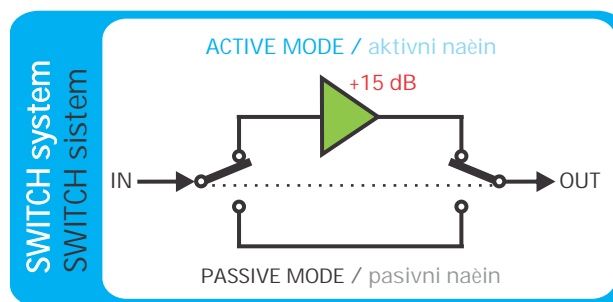 SWITCH system
SWITCH sistem
ACTIVE MODE / aktivni naèin
+15 dB
IN
OUT
PASSIVE MODE / pasivni naèin